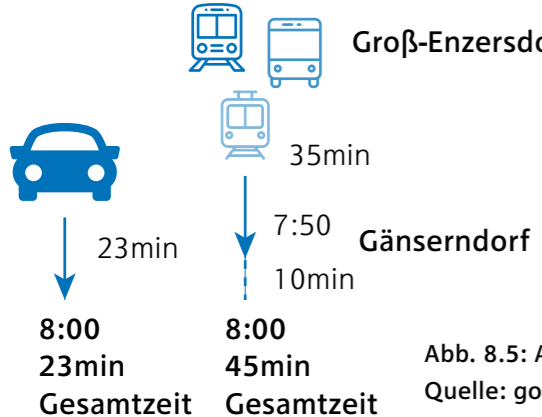 Groß-Enzersdo
35min
7:50
23min
Gänserndorf
10min
8:00
23min
Gesamtzeit
8:00
45min
Gesamtzeit
Abb. 8.5: A
Quelle: go